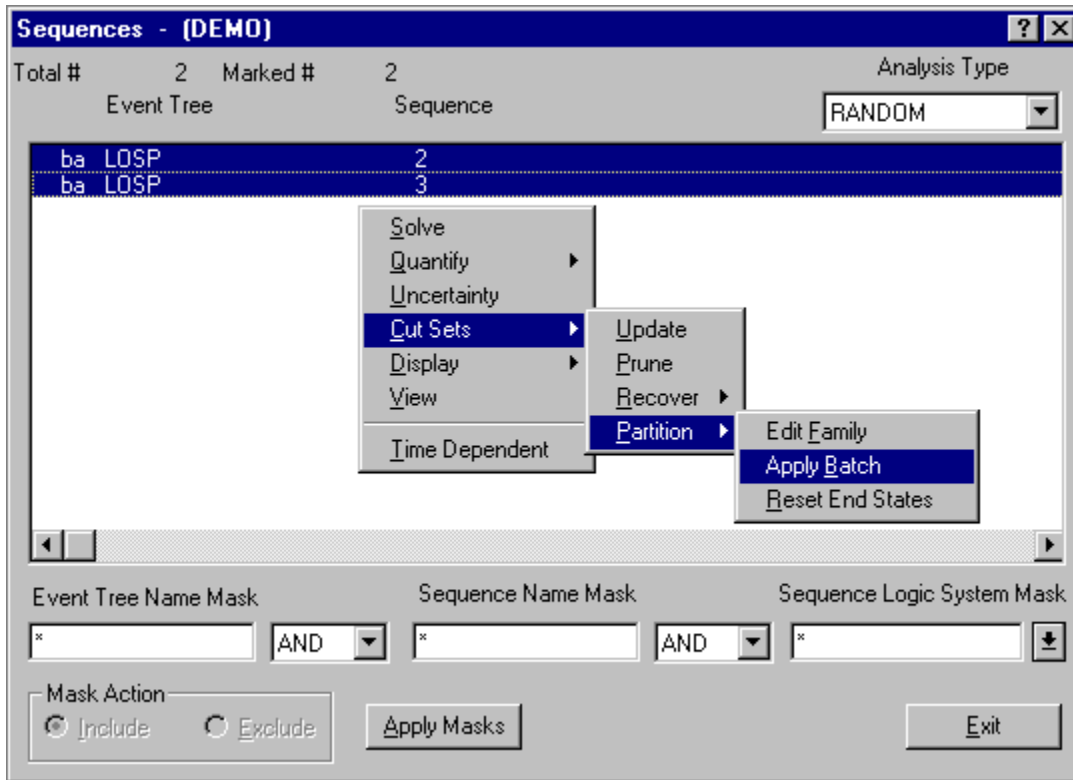 Sequences - (DEMO)
Total # 2 Marked # 2
Analysis Type
Event Tree Sequence
RANDOM
ba LOSP 2
ba LOSP 3
Solve
Quantify
Uncertainty
Cut Sets
Display
View
Time Dependent
Update
Prune
Recover
Partition
Edit Family
Apply Batch
Reset End States
Event Tree Name Mask Sequence Name Mask Sequence Logic System Mask
* AND * AND *
Mask Action
Include Exclude
Apply Masks
Exit